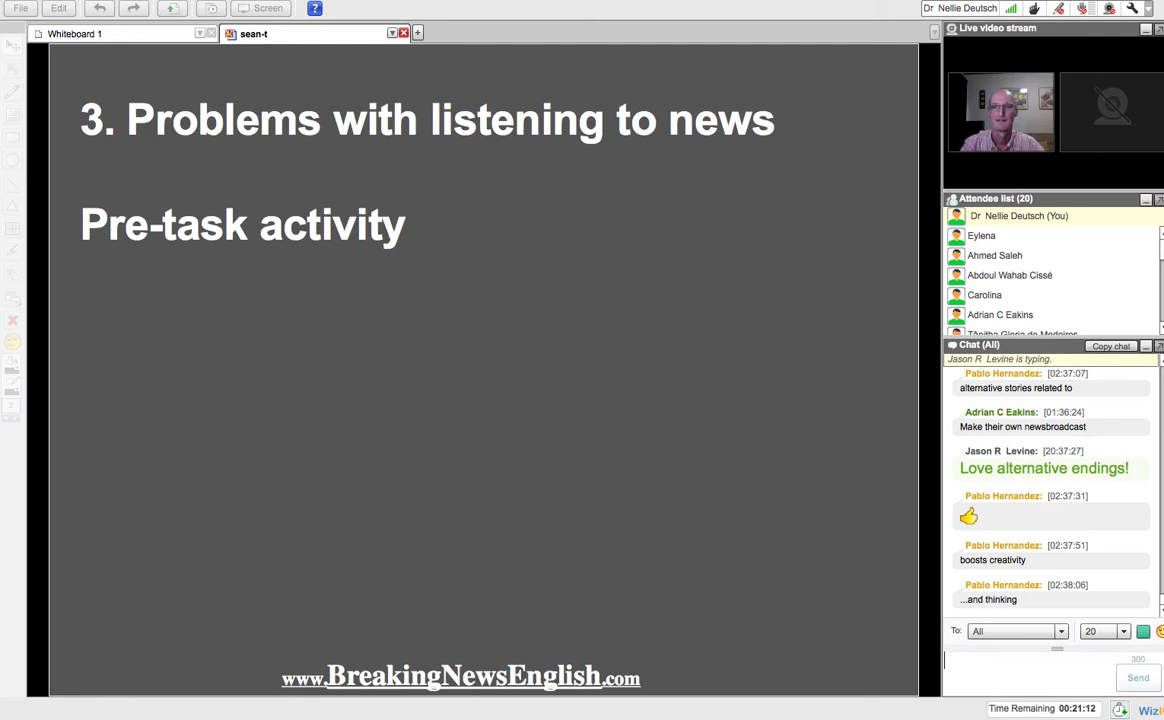 File
Edit
Screen
?
Dr Nellie Deutsch
Whiteboard 1
sean-t
3. Problems with listening to news
Pre-task activity
www.BreakingNewsEnglish.com
Live video stream
Attendee list (20)
Dr Nellie Deutsch (You)
Eylena
Ahmed Saleh
Abdoul Wahab Cissé
Carolina
Adrian C Eakins
Chat (All)
Copy chat
Jason R Levine is typing.
Pablo Hernandez: [02:37:07]
alternative stories related to
Adrian C Eakins: [01:36:24]
Make their own newsbroadcast
Jason R Levine: [20:37:27]
Love alternative endings!
Pablo Hernandez: [02:37:31]
Pablo Hernandez: [02:37:51]
boosts creativity
Pablo Hernandez: [02:38:06]
...and thinking
To: All 20
300
Send
Time Remaining 00:21:12
WizI